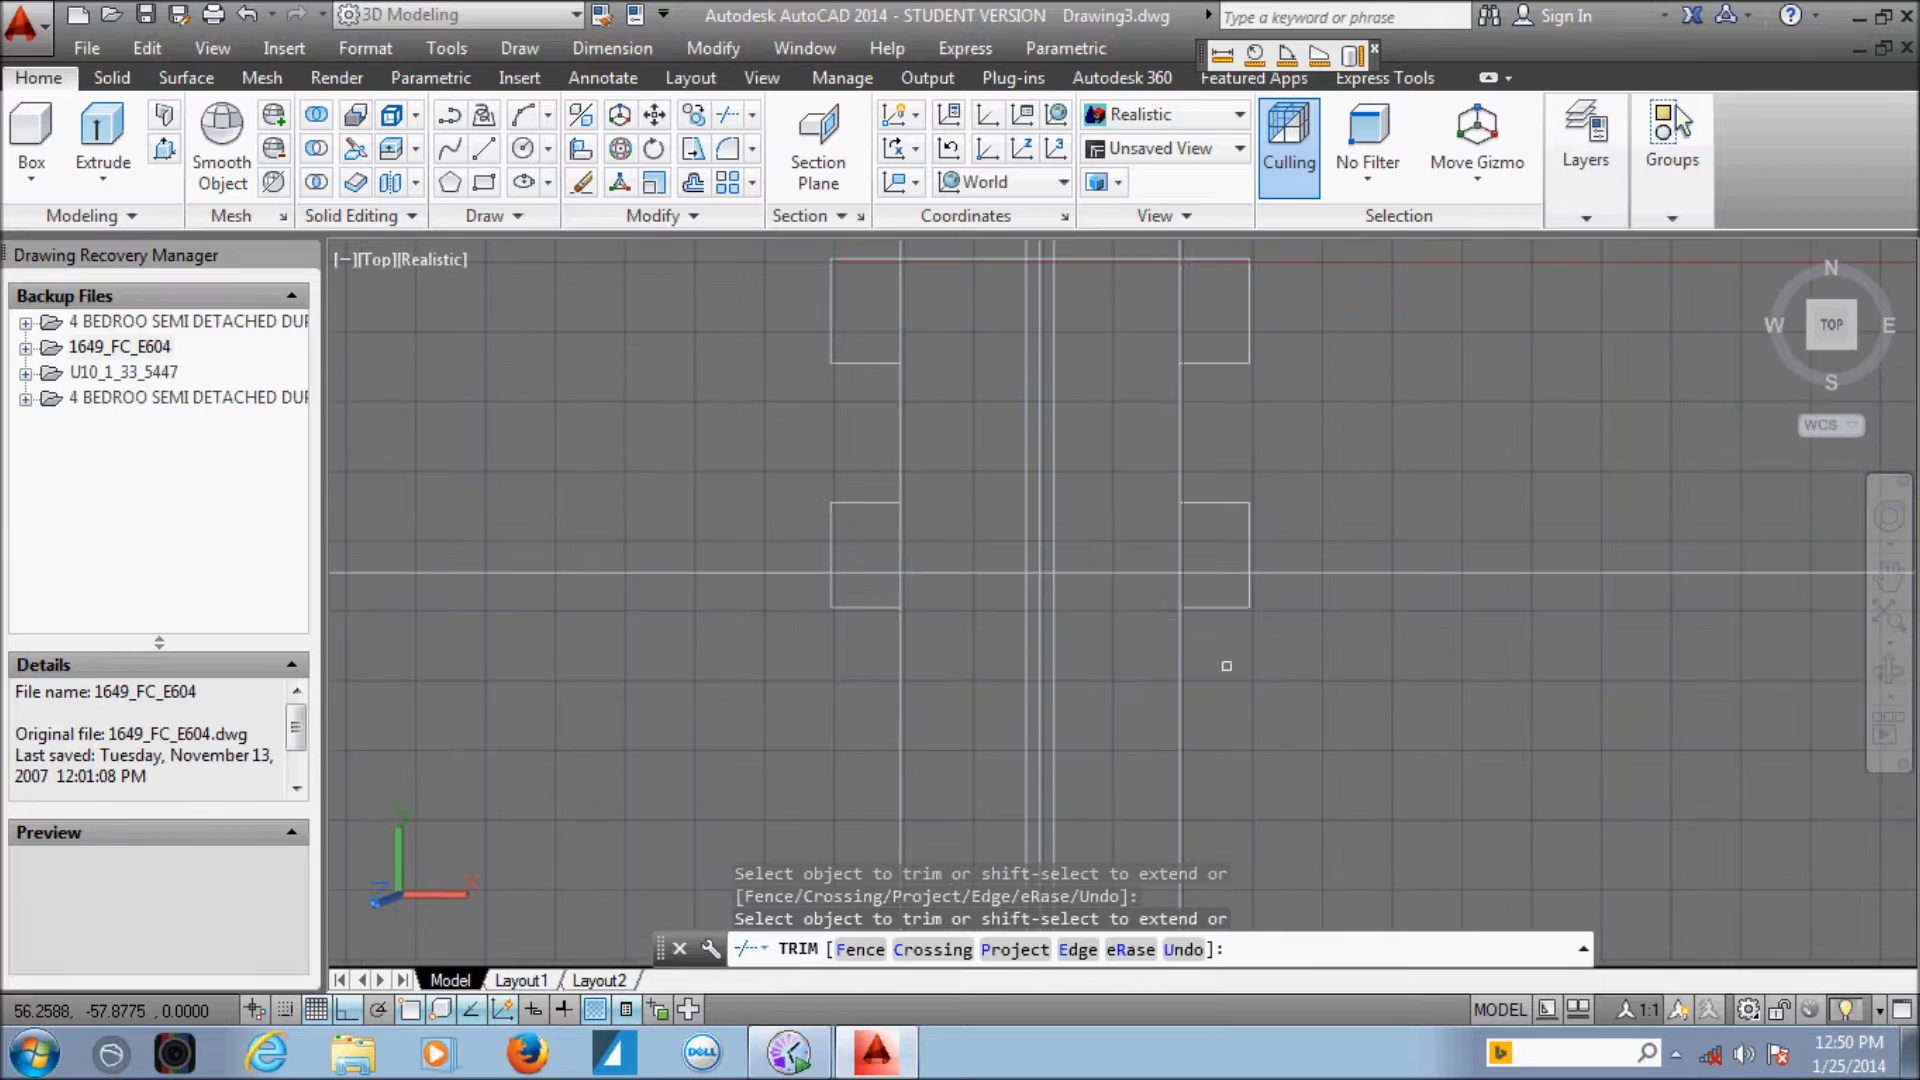 3D Modeling
Autodesk AutoCAD 2014 - STUDENT VERSION
Drawing3.dwg
Type a keyword or phrase
Sign In
File Edit View Insert Format Tools Draw Dimension Modify Window Help Express Parametric
Home Solid Surface Mesh Render Parametric Insert Annotate Layout View Manage Output Plug-ins Autodesk 360 Featured Apps Express Tools
Box
Extrude
Smooth
Object
Section
Plane
World
Realistic
Unsaved View
Culling
No Filter
Move Gizmo
Layers
Groups
Modeling
Mesh
Solid Editing
Draw
Modify
Section
Coordinates
View
Selection
Drawing Recovery Manager
Backup Files
4 BEDROO SEMI DETACHED DUP
1649_FC_E604
U10_1_33_5447
4 BEDROO SEMI DETACHED DUP
Details
File name: 1649_FC_E604
Original file: 1649_FC_E604.dwg
Last saved: Tuesday, November 13,
2007 12:01:08 PM
Preview
[−][Top][Realistic]
N
W
TOP
E
S
WCS
Y
Z
X
Select object to trim or shift-select to extend or
[Fence/Crossing/Project/Edge/eRase/Undo]:
Select object to trim or shift-select to extend or
TRIM [Fence Crossing Project Edge eRase Undo]:
Model Layout1 Layout2
56.2588, -57.8775, 0.0000
MODEL
1:1
DELL
12:50 PM
1/25/2014